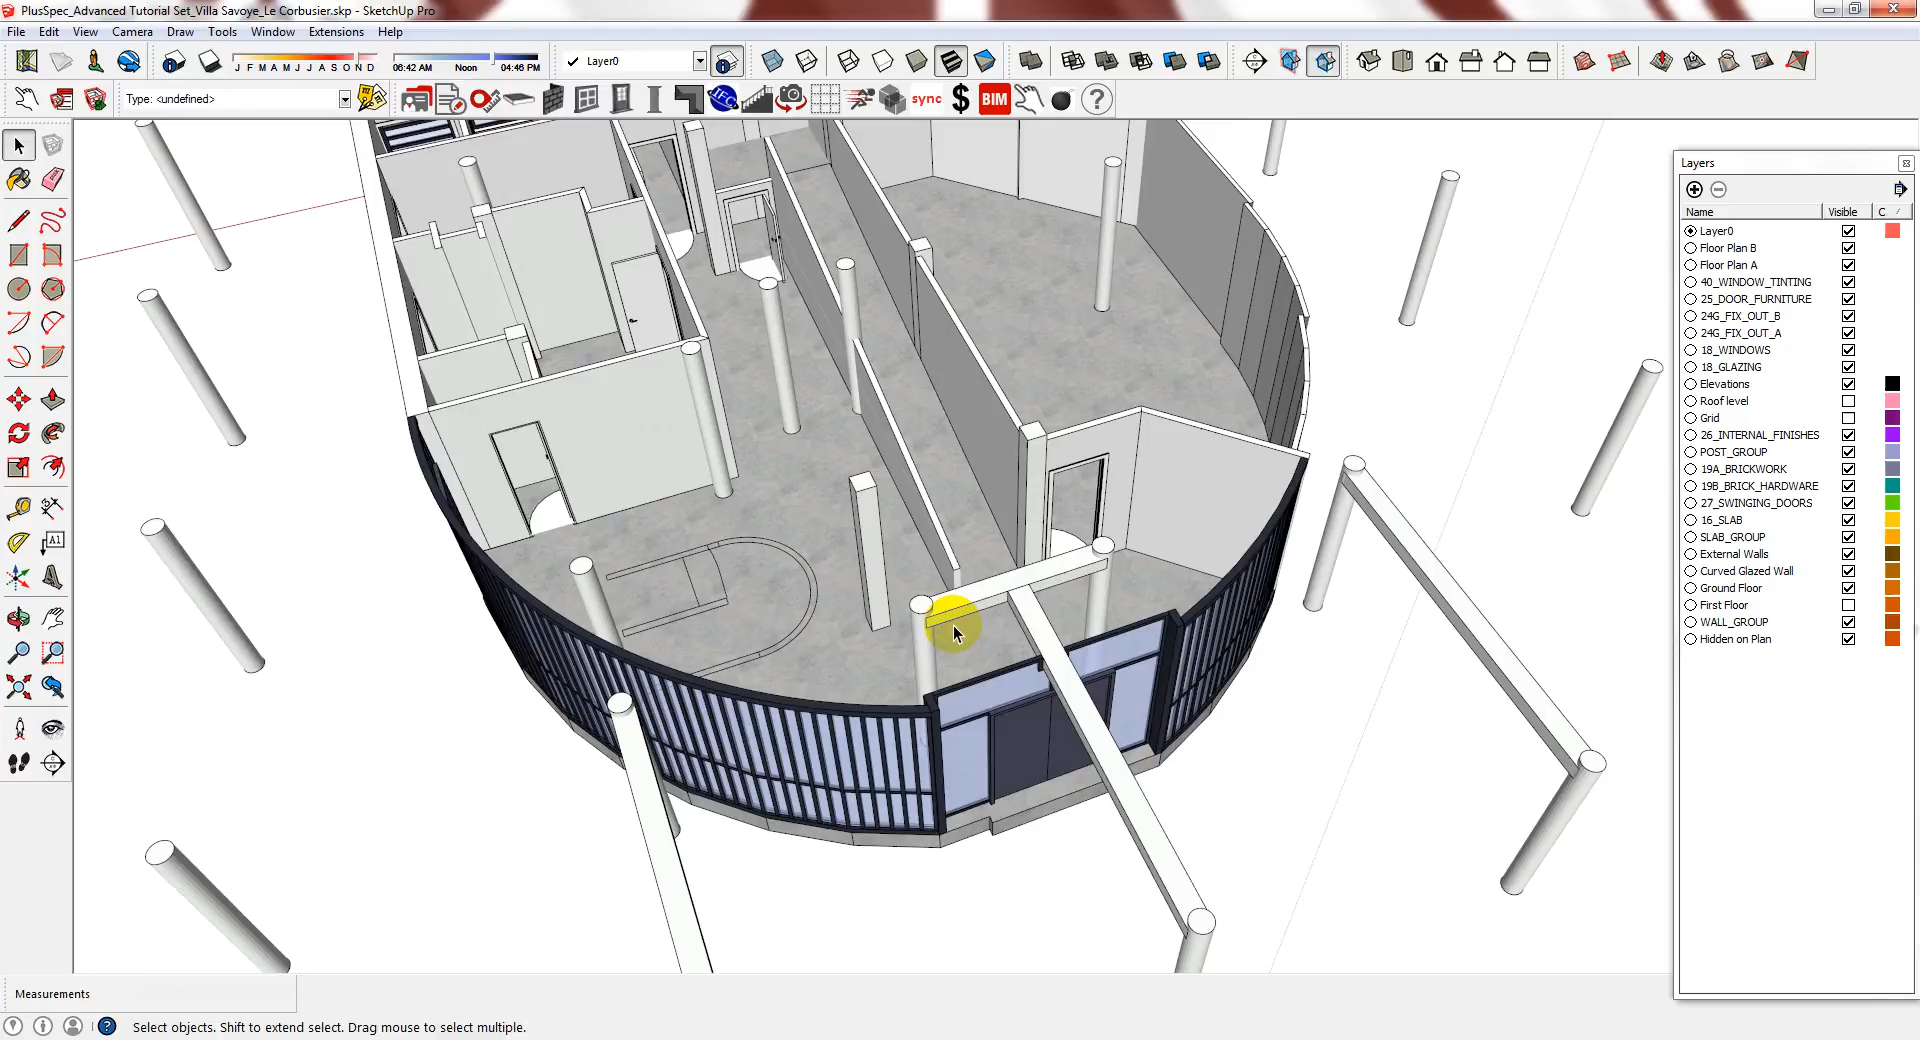 PlusSpec_Advanced Tutorial Set_Villa Savoye_Le Corbusier.skp - SketchUp Pro
File Edit View Camera Draw Tools Window Extensions Help
J F M A M J J A S O N D
06:42 AM Noon 04:46 PM
Layer0
Type: <undefined>
IFC
sync
$
BIM
?
A1
A
Layers
Name Visible C
Layer0
Floor Plan B
Floor Plan A
40_WINDOW_TINTING
25_DOOR_FURNITURE
24G_FIX_OUT_B
24G_FIX_OUT_A
18_WINDOWS
18_GLAZING
Elevations
Roof level
Grid
26_INTERNAL_FINISHES
POST_GROUP
19A_BRICKWORK
19B_BRICK_HARDWARE
27_SWINGING_DOORS
16_SLAB
SLAB_GROUP
External Walls
Curved Glazed Wall
Ground Floor
First Floor
WALL_GROUP
Hidden on Plan
Measurements
? Select objects. Shift to extend select. Drag mouse to select multiple.